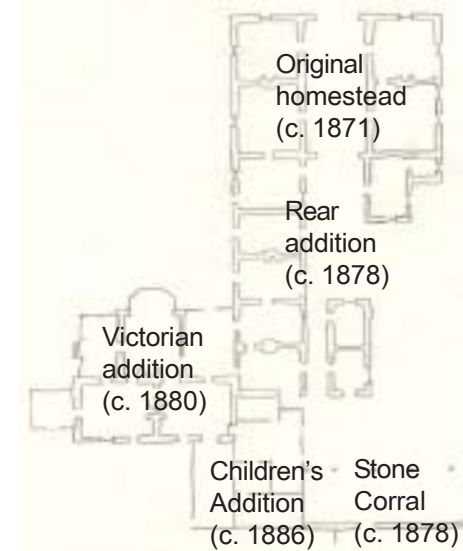 Original
homestead
(c. 1871)
Rear
addition
(c. 1878)
Victorian
addition
(c. 1880)
Children's
Addition
(c. 1886)
Stone
Corral
(c. 1878)